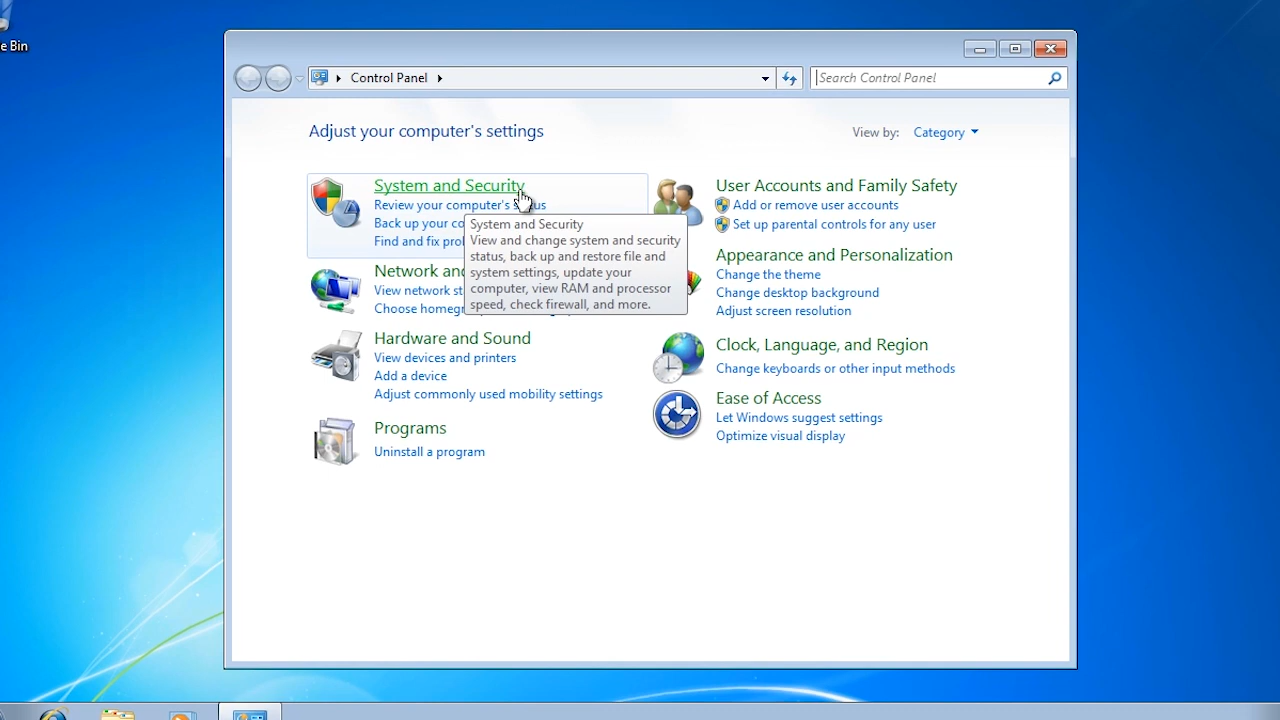 e Bin
Control Panel
Search Control Panel
Adjust your computer's settings
View by: Category
System and Security
Review your computer's
Back up your
Find and fix
System and Security
View and change system and security
status, back up and restore file and
system settings, update your
computer, view RAM and processor
speed, check firewall, and more.
Network
View network
Choose
Hardware and Sound
View devices and printers
Add a device
Adjust commonly used mobility settings
Programs
Uninstall a program
User Accounts and Family Safety
Add or remove user accounts
Set up parental controls for any user
Appearance and Personalization
Change the theme
Change desktop background
Adjust screen resolution
Clock, Language, and Region
Change keyboards or other input methods
Ease of Access
Let Windows suggest settings
Optimize visual display